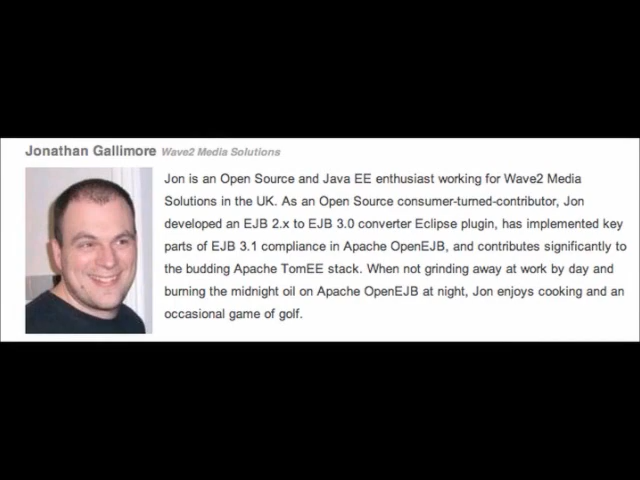 Jonathan Gallimore Wave2 Media Solutions
Jon is an Open Source and Java EE enthusiast working for Wave2 Media
Solutions in the UK. As an Open Source consumer-turned-contributor, Jon
developed an EJB 2.x to EJB 3.0 converter Eclipse plugin, has implemented key
parts of EJB 3.1 compliance in Apache OpenEJB, and contributes significantly to
the budding Apache TomEE stack. When not grinding away at work by day and
burning the midnight oil on Apache OpenEJB at night, Jon enjoys cooking and an
occasional game of golf.